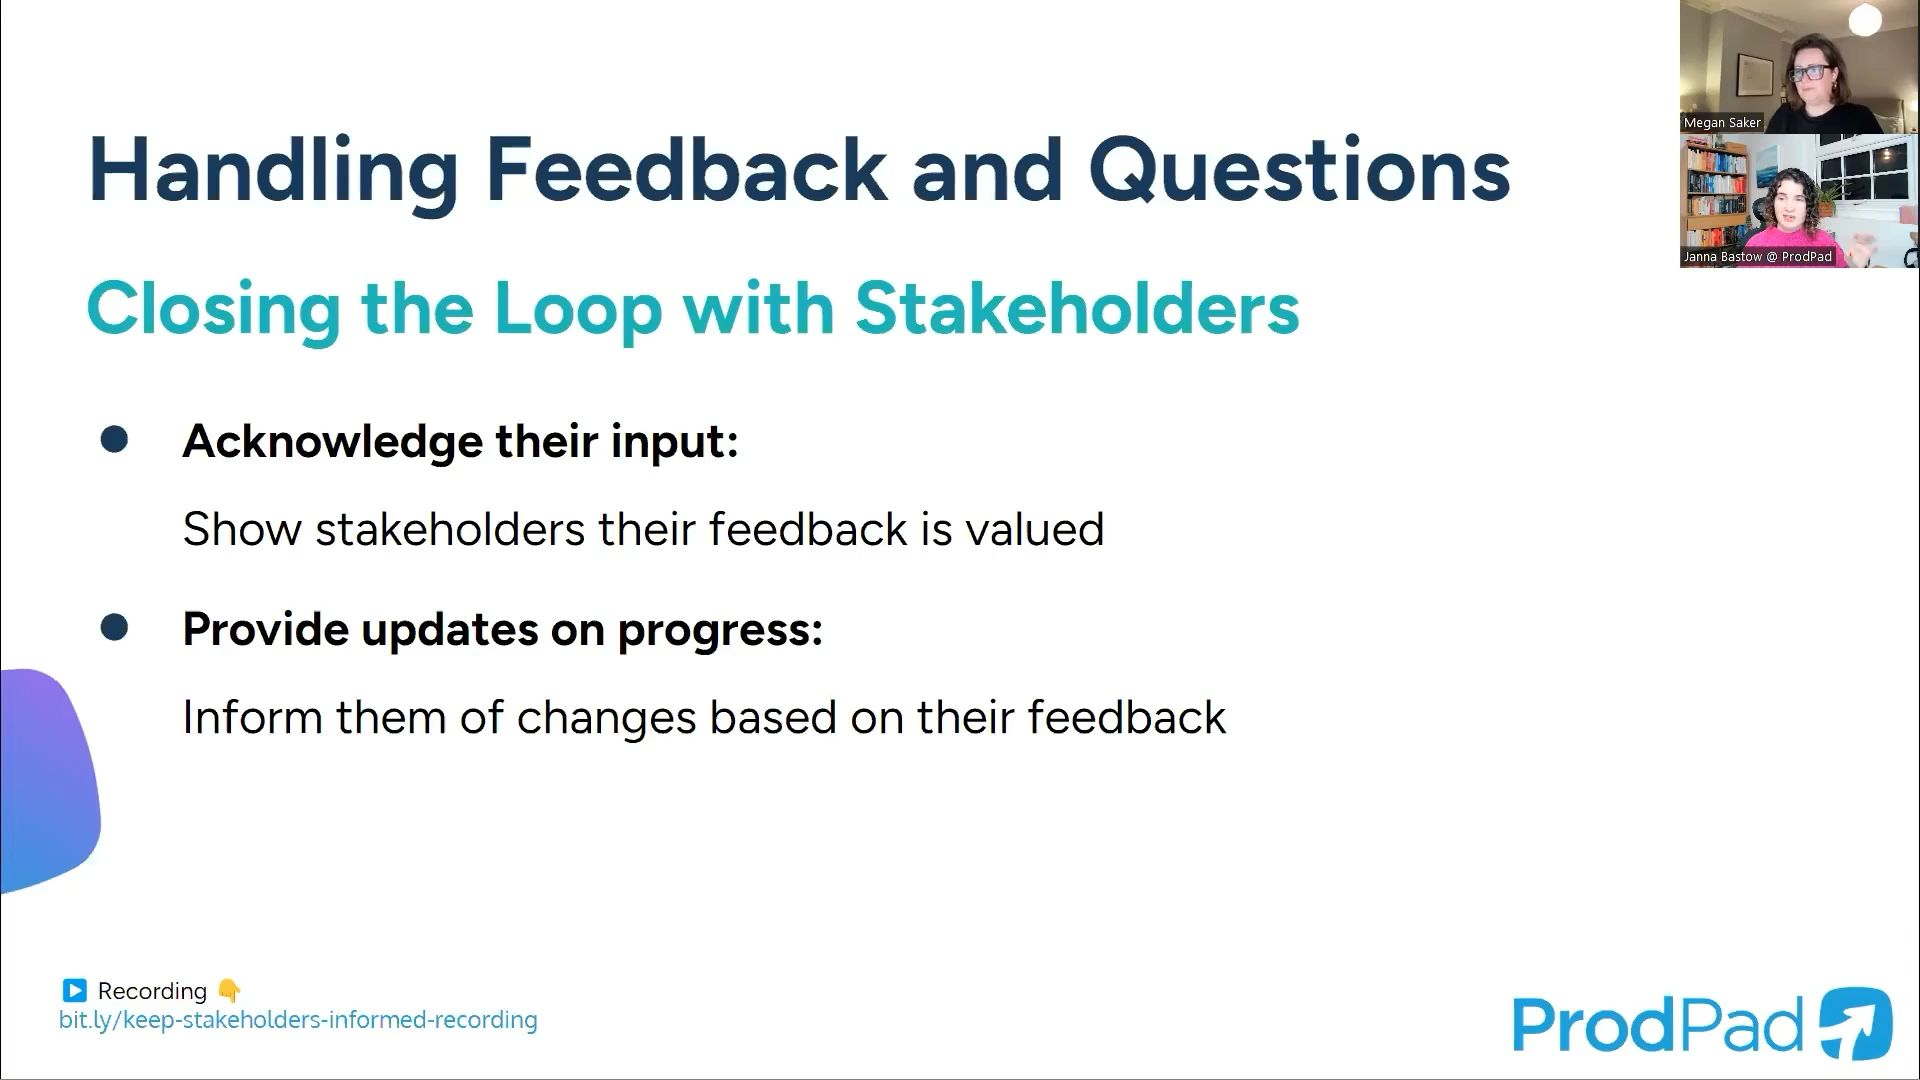 Handling Feedback and Questions
Closing the Loop with Stakeholders
Acknowledge their input:
Show stakeholders their feedback is valued
Provide updates on progress:
Inform them of changes based on their feedback
Recording
bit.ly/keep-stakeholders-informed-recording
ProdPad
Megan Saker
Janna Bastow @ ProdPad